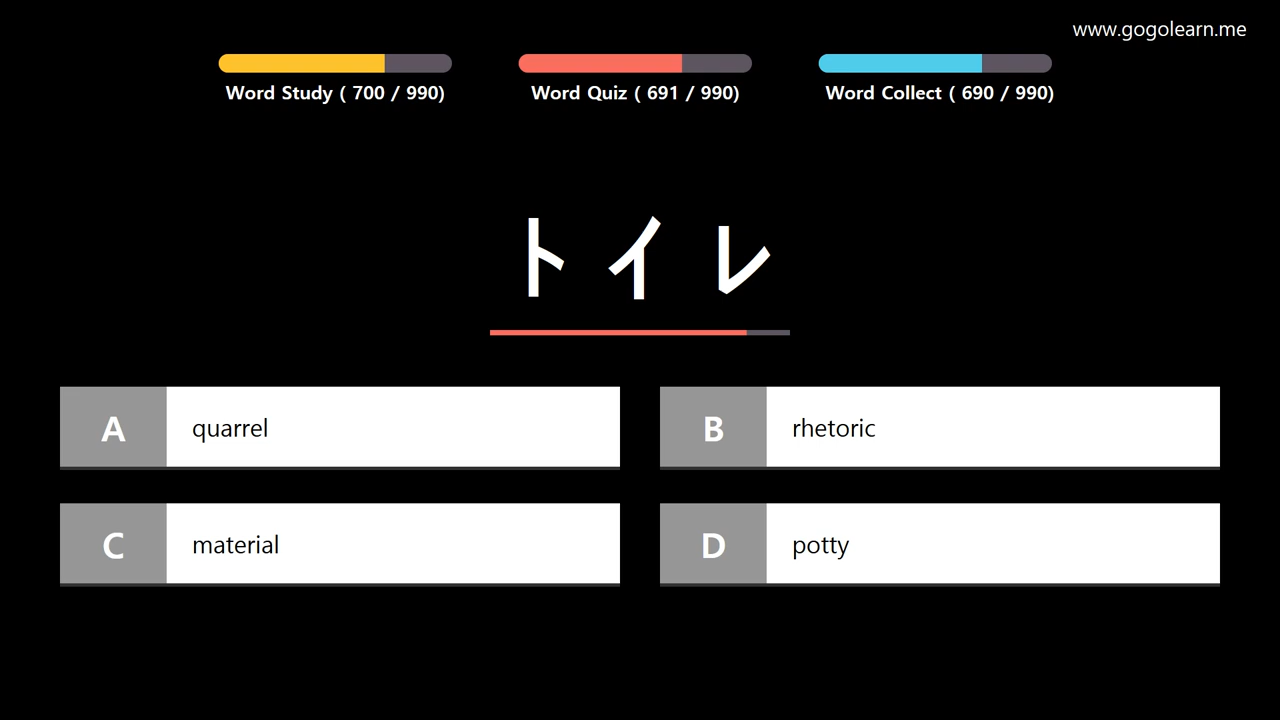 www.gogolearn.me
Word Study ( 700 / 990)
Word Quiz ( 691 / 990)
Word Collect ( 690 / 990)
トイレ
A quarrel
B rhetoric
C material
D potty